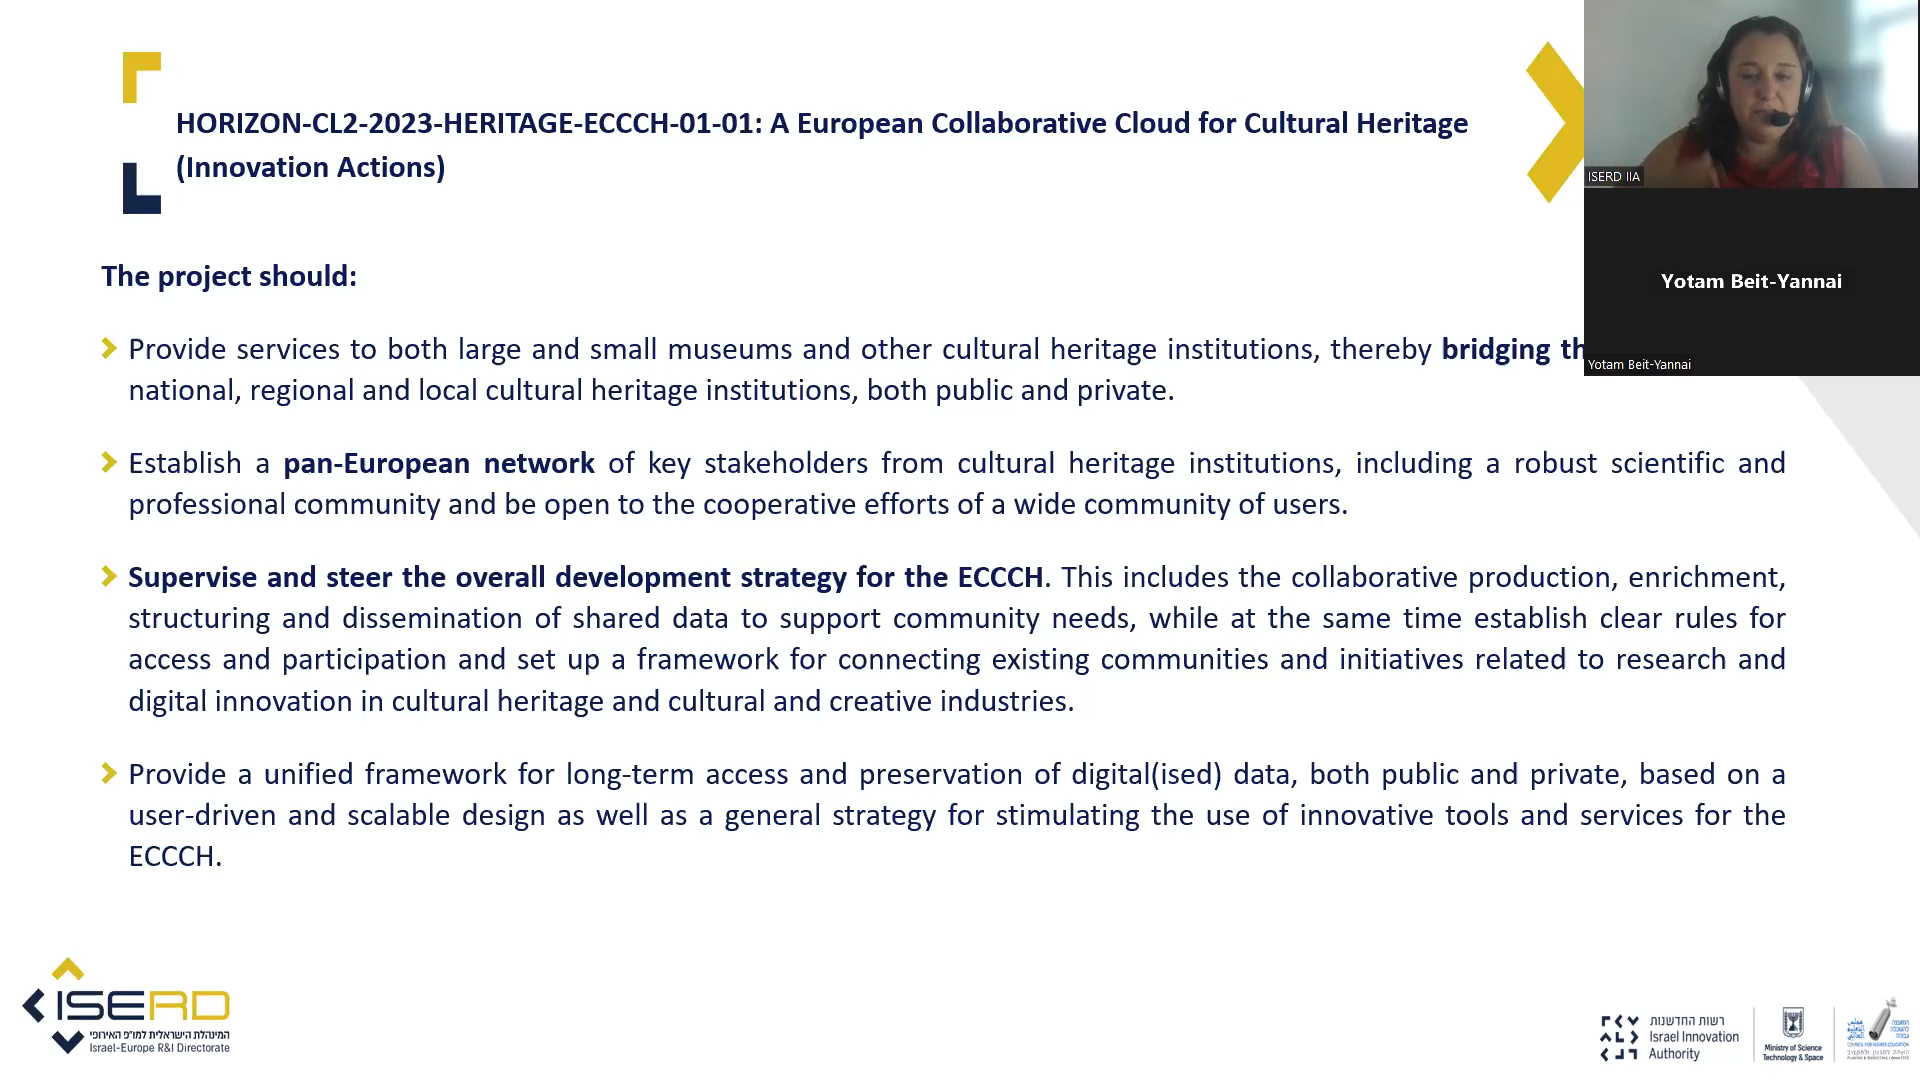 HORIZON-CL2-2023-HERITAGE-ECCCH-01-01: A European Collaborative Cloud for Cultural Heritage
(Innovation Actions)
ISERD IIA
Yotam Beit-Yannai
Yotam Beit-Yannai
The project should:
Provide services to both large and small museums and other cultural heritage institutions, thereby bridging
national, regional and local cultural heritage institutions, both public and private.
Establish a pan-European network of key stakeholders from cultural heritage institutions, including a robust scientific and
professional community and be open to the cooperative efforts of a wide community of users.
Supervise and steer the overall development strategy for the ECCCH. This includes the collaborative production, enrichment,
structuring and dissemination of shared data to support community needs, while at the same time establish clear rules for
access and participation and set up a framework for connecting existing communities and initiatives related to research and
digital innovation in cultural heritage and cultural and creative industries.
Provide a unified framework for long-term access and preservation of digital(ised) data, both public and private, based on a
user-driven and scalable design as well as a general strategy for stimulating the use of innovative tools and services for the
ECCCH.
ISERD
המינהלת הישראלית למו״פ האירופי
Israel-Europe R&I Directorate
רשות החדשנות
Israel Innovation
Authority
Ministry of Science
Technology & Space